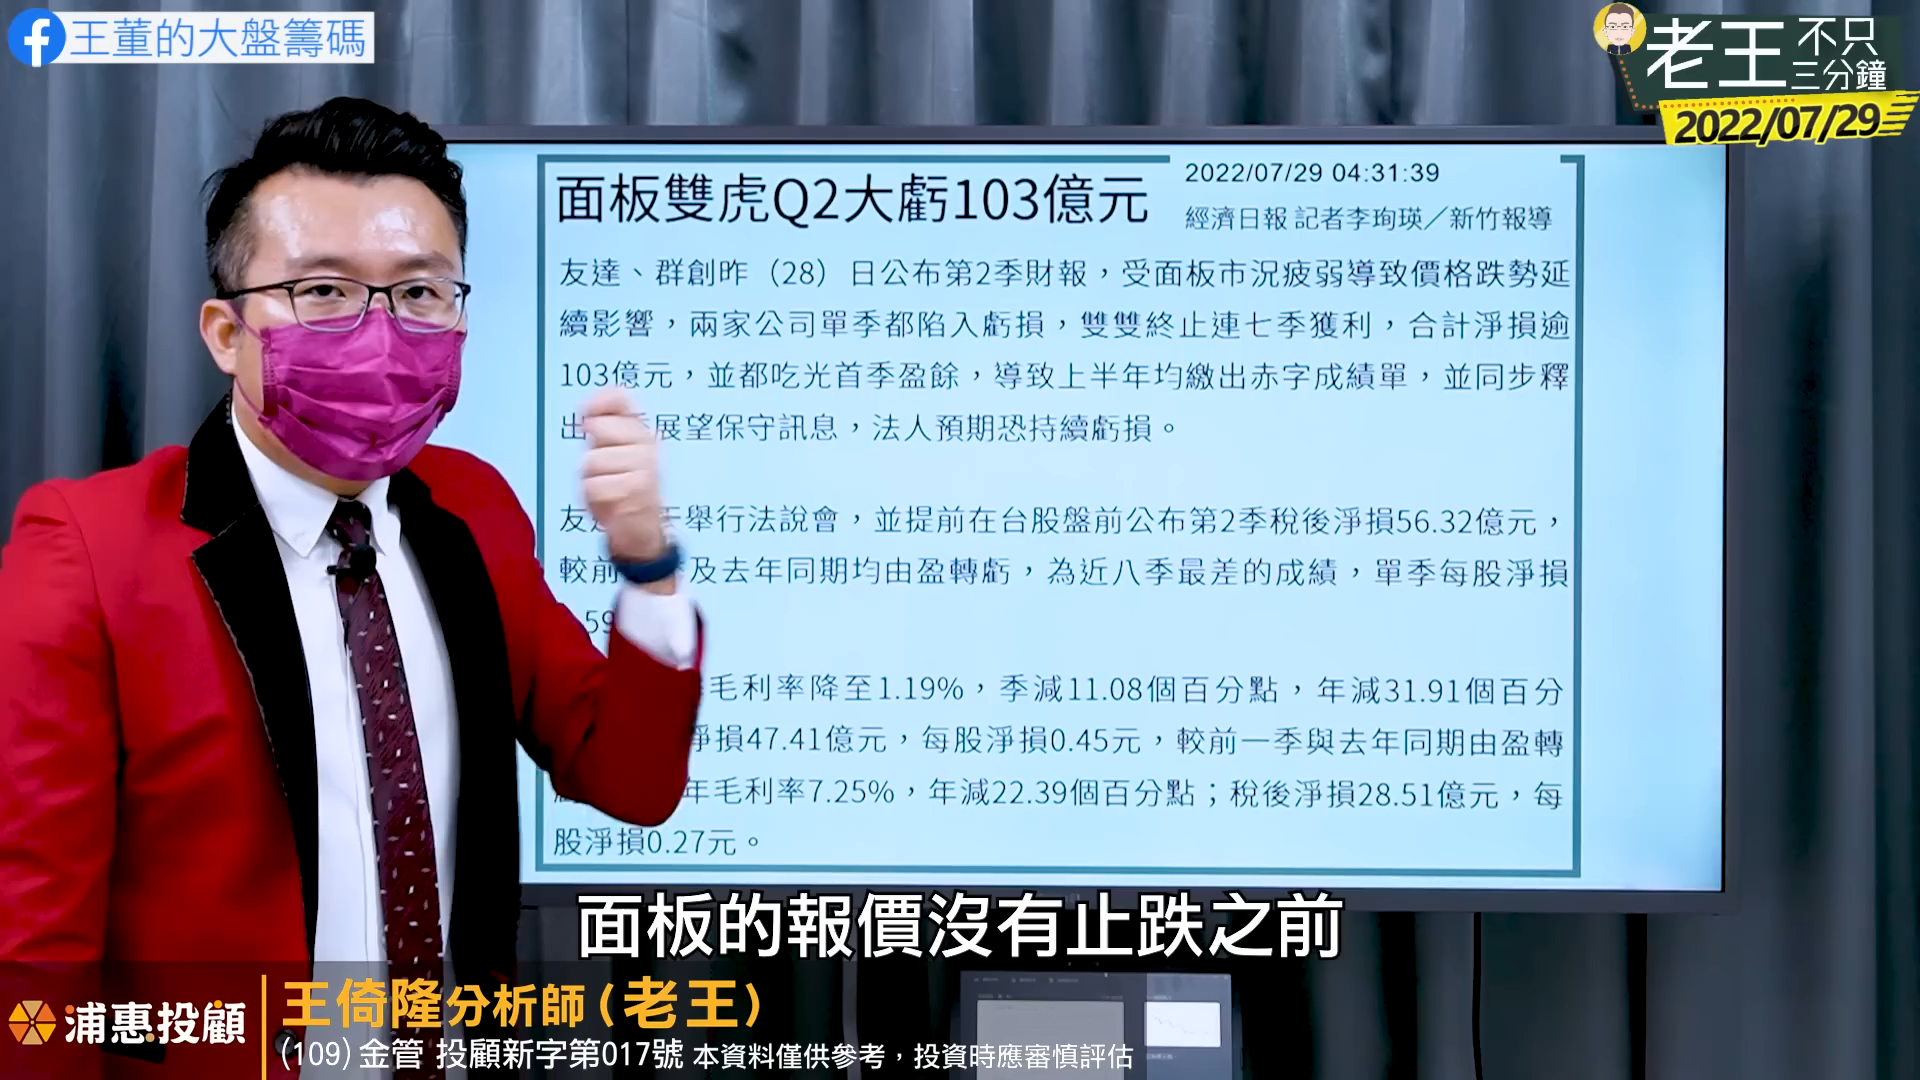 王董的大盤籌碼
老王 不只三分鐘
2022/07/29
面板雙虎Q2大虧103億元
2022/07/29 04:31:39
經濟日報 記者李珣瑛／新竹報導
友達、群創昨（28）日公布第2季財報，受面板市況疲弱導致價格跌勢延
續影響，兩家公司單季都陷入虧損，雙雙終止連七季獲利，合計淨損逾
103億元，並都吃光首季盈餘，導致上半年均繳出赤字成績單，並同步釋
出 展望保守訊息，法人預期恐持續虧損。
友 舉行法說會，並提前在台股盤前公布第2季稅後淨損56.32億元，
較前 及去年同期均由盈轉虧，為近八季最差的成績，單季每股淨損
59
毛利率降至1.19%，季減11.08個百分點，年減31.91個百分
淨損47.41億元，每股淨損0.45元，較前一季與去年同期由盈轉
年毛利率7.25%，年減22.39個百分點；稅後淨損28.51億元，每
股淨損0.27元。
面板的報價沒有止跌之前
浦惠投顧
王倚隆分析師(老王)
(109) 金管 投顧新字第017號 本資料僅供參考，投資時應審慎評估